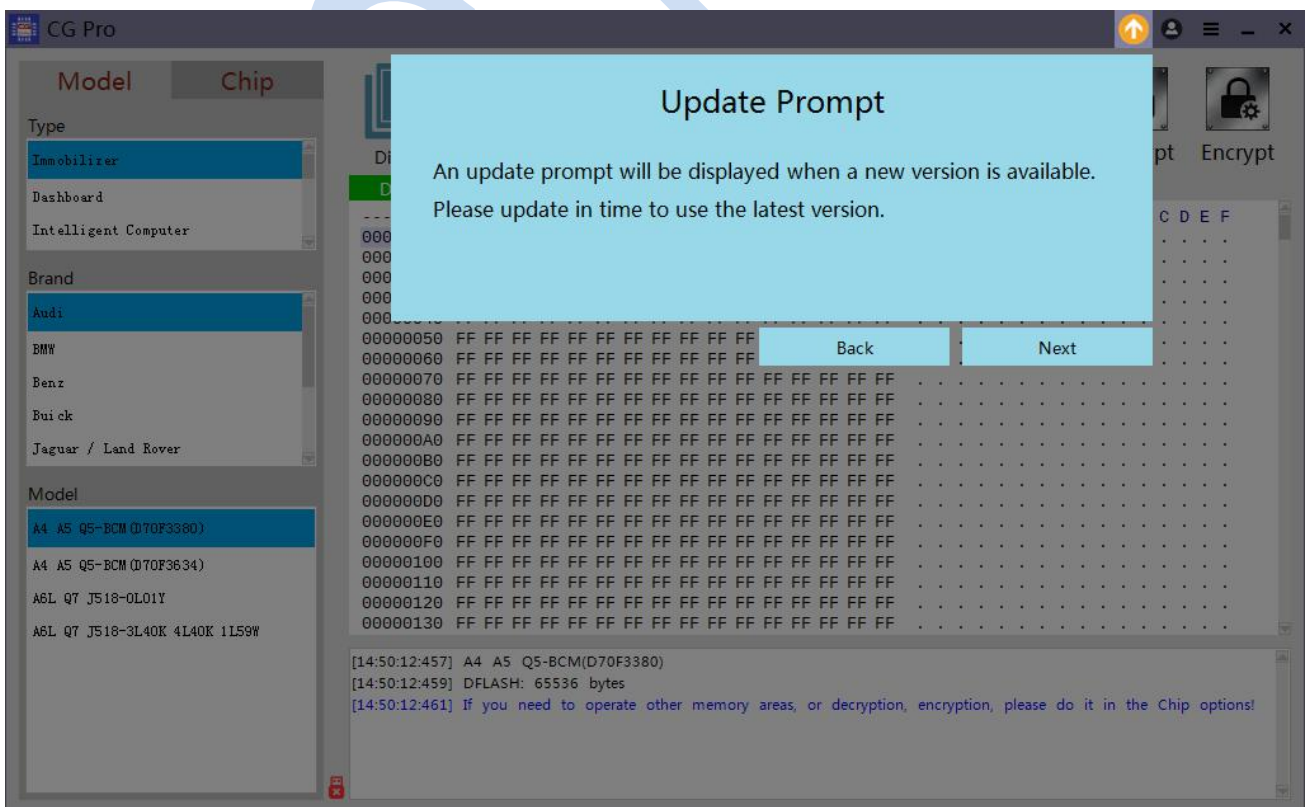 CG Pro
Model Chip
Type
Immobilizer
Dashboard
Intelligent Computer
Brand
Audi
BMW
Benz
Buick
Jaguar / Land Rover
Model
A4 A5 Q5-BCM(D70F3380)
A4 A5 Q5-BCM(D70F3634)
A6L Q7 J518-0L01Y
A6L Q7 J518-3L40K 4L40K 1L59W
Update Prompt
An update prompt will be displayed when a new version is available.
Please update in time to use the latest version.
Back Next
Di pt Encrypt
D
C D E F
000
000
000
000
000
00000050 FF FF FF FF FF FF FF FF FF FF FF
00000060 FF FF FF FF FF FF FF FF FF FF FF
00000070 FF FF FF FF FF FF FF FF FF FF FF FF FF FF FF FF . . . . . . . . . . . . . . . .
00000080 FF FF FF FF FF FF FF FF FF FF FF FF FF FF FF FF . . . . . . . . . . . . . . . .
00000090 FF FF FF FF FF FF FF FF FF FF FF FF FF FF FF FF . . . . . . . . . . . . . . . .
000000A0 FF FF FF FF FF FF FF FF FF FF FF FF FF FF FF FF . . . . . . . . . . . . . . . .
000000B0 FF FF FF FF FF FF FF FF FF FF FF FF FF FF FF FF . . . . . . . . . . . . . . . .
000000C0 FF FF FF FF FF FF FF FF FF FF FF FF FF FF FF FF . . . . . . . . . . . . . . . .
000000D0 FF FF FF FF FF FF FF FF FF FF FF FF FF FF FF FF . . . . . . . . . . . . . . . .
000000E0 FF FF FF FF FF FF FF FF FF FF FF FF FF FF FF FF . . . . . . . . . . . . . . . .
000000F0 FF FF FF FF FF FF FF FF FF FF FF FF FF FF FF FF . . . . . . . . . . . . . . . .
00000100 FF FF FF FF FF FF FF FF FF FF FF FF FF FF FF FF . . . . . . . . . . . . . . . .
00000110 FF FF FF FF FF FF FF FF FF FF FF FF FF FF FF FF . . . . . . . . . . . . . . . .
00000120 FF FF FF FF FF FF FF FF FF FF FF FF FF FF FF FF . . . . . . . . . . . . . . . .
00000130 FF FF FF FF FF FF FF FF FF FF FF FF FF FF FF FF . . . . . . . . . . . . . . . .
[14:50:12:457] A4 A5 Q5-BCM(D70F3380)
[14:50:12:459] DFLASH: 65536 bytes
[14:50:12:461] If you need to operate other memory areas, or decryption, encryption, please do it in the Chip options!